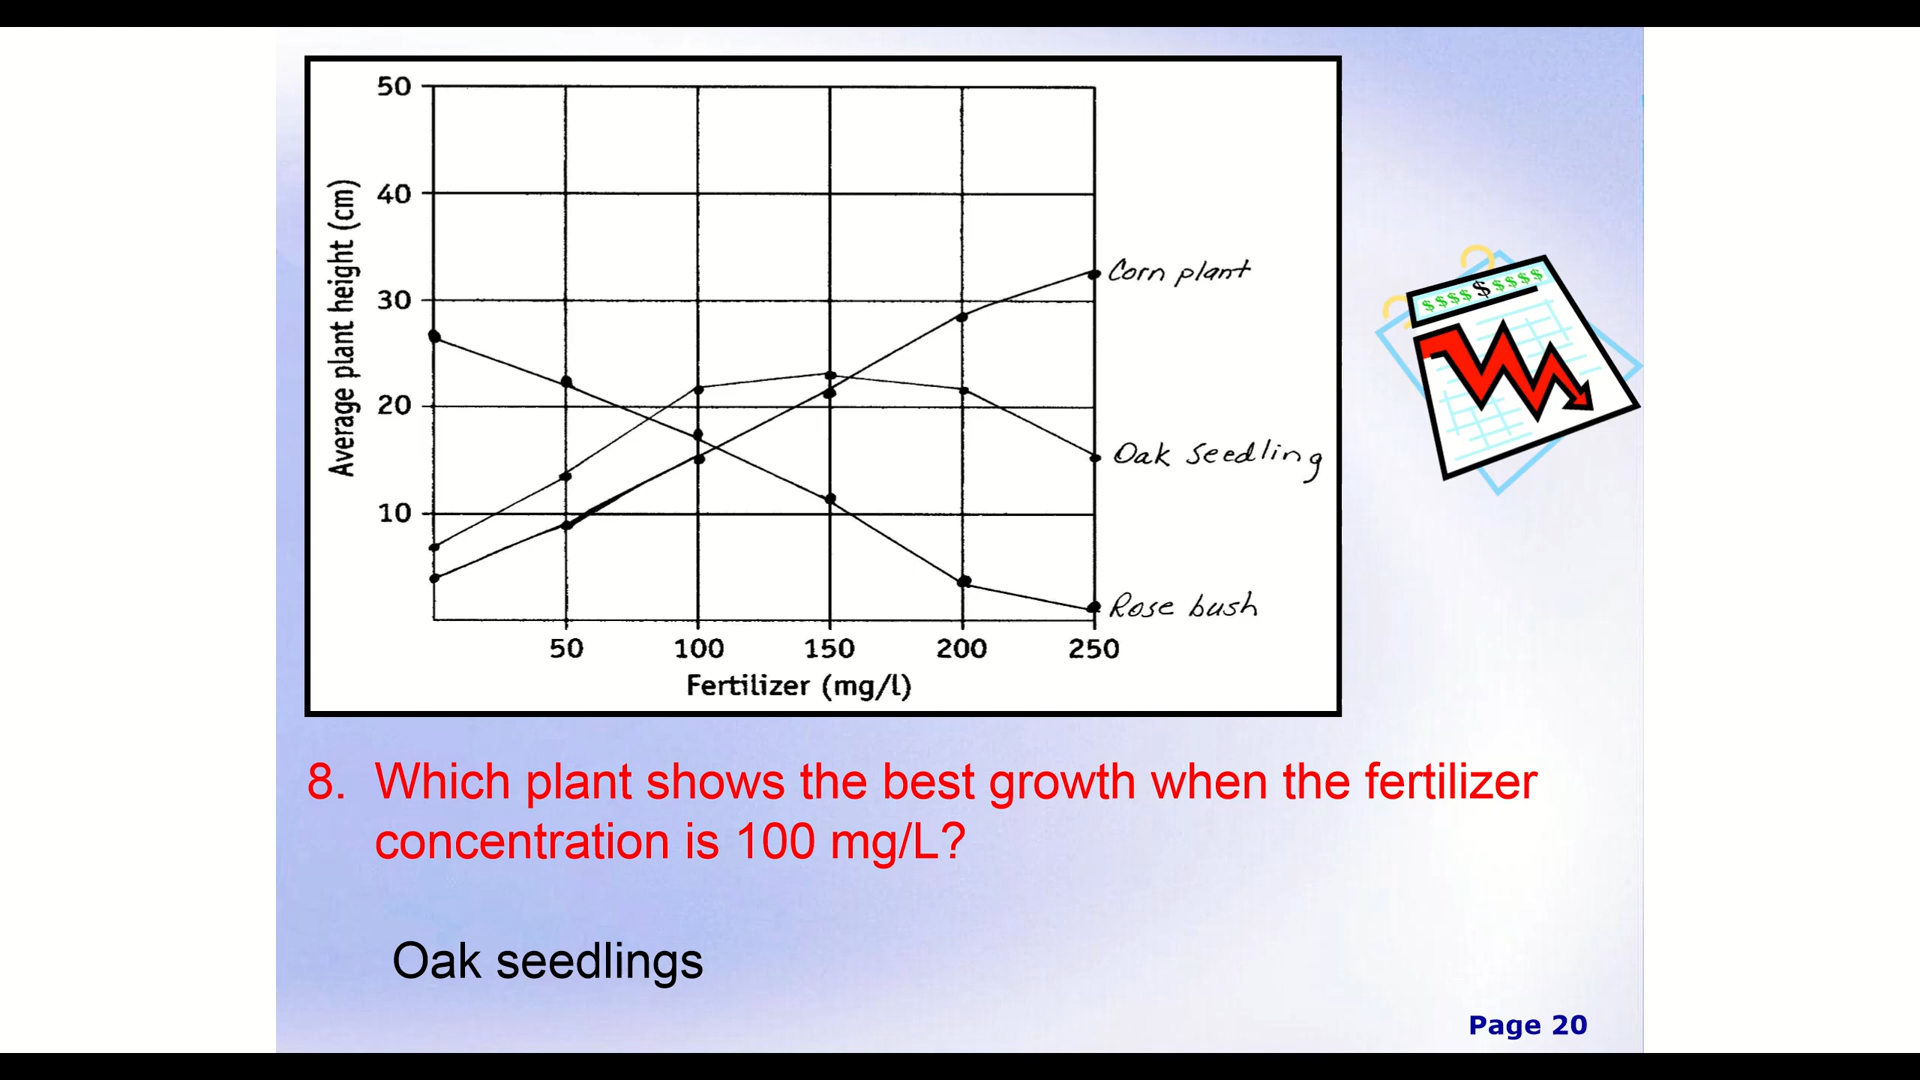 50
40
30
20
10
Average plant height (cm)
Corn plant
Oak seedling
Rose bush
50 100 150 200 250
Fertilizer (mg/l)
$$$$$$$$$
8. Which plant shows the best growth when the fertilizer
concentration is 100 mg/L?
Oak seedlings
Page 20